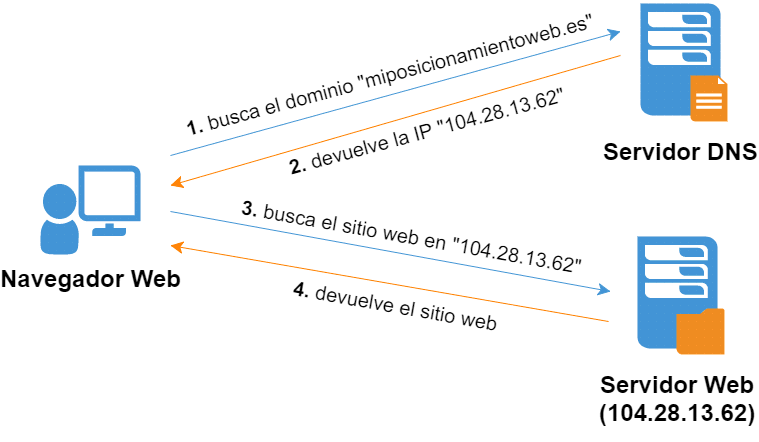 1. busca el dominio "miposicionamientoweb.es"
2. devuelve la IP "104.28.13.62"
Servidor DNS
3. busca el sitio web en "104.28.13.62"
4. devuelve el sitio web
Navegador Web
Servidor Web
(104.28.13.62)